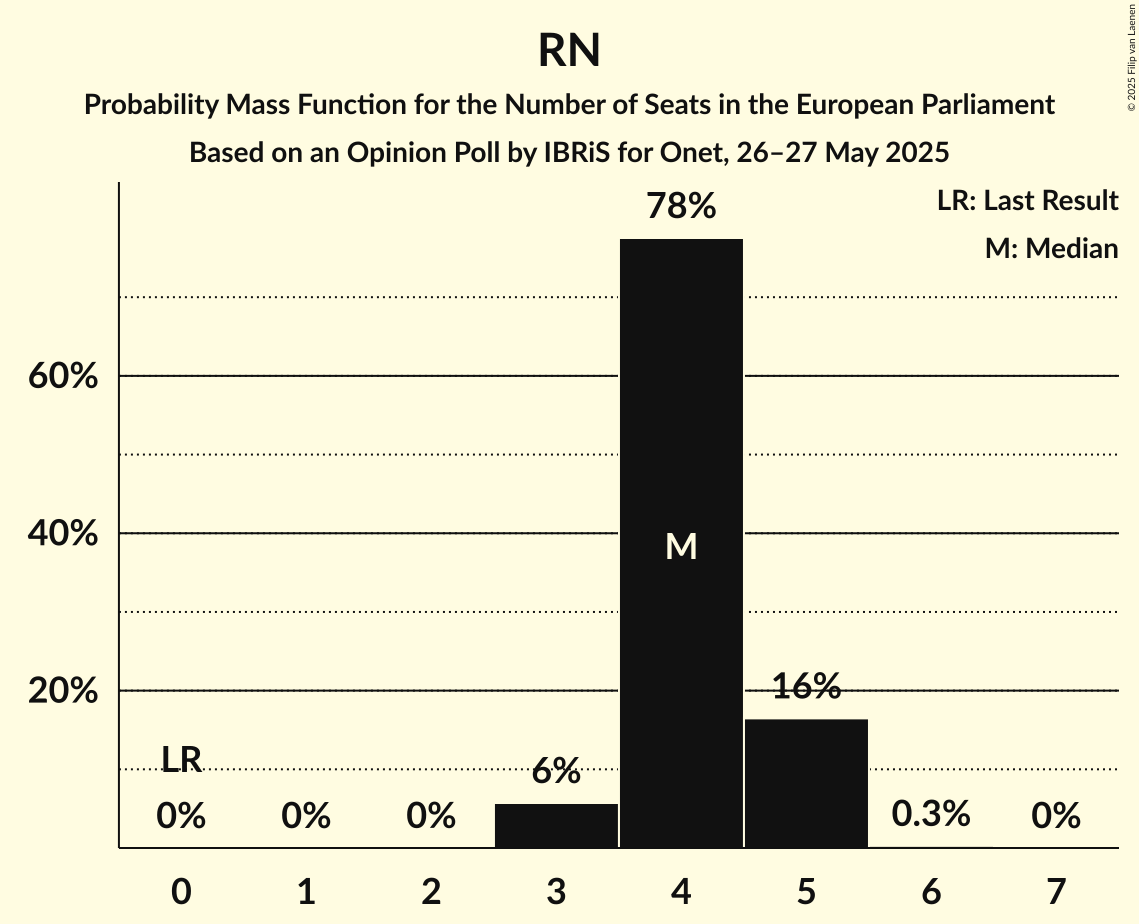 RN
Probability Mass Function for the Number of Seats in the European Parliament
Based on an Opinion Poll by IBRiS for Onet, 26–27 May 2025
© 2025 Filip van Laenen
LR: Last Result
M: Median
78%
60%
40%
20%
M
16%
LR
6%
0%
0%
0%
0.3%
0%
0 1 2 3 4 5 6 7